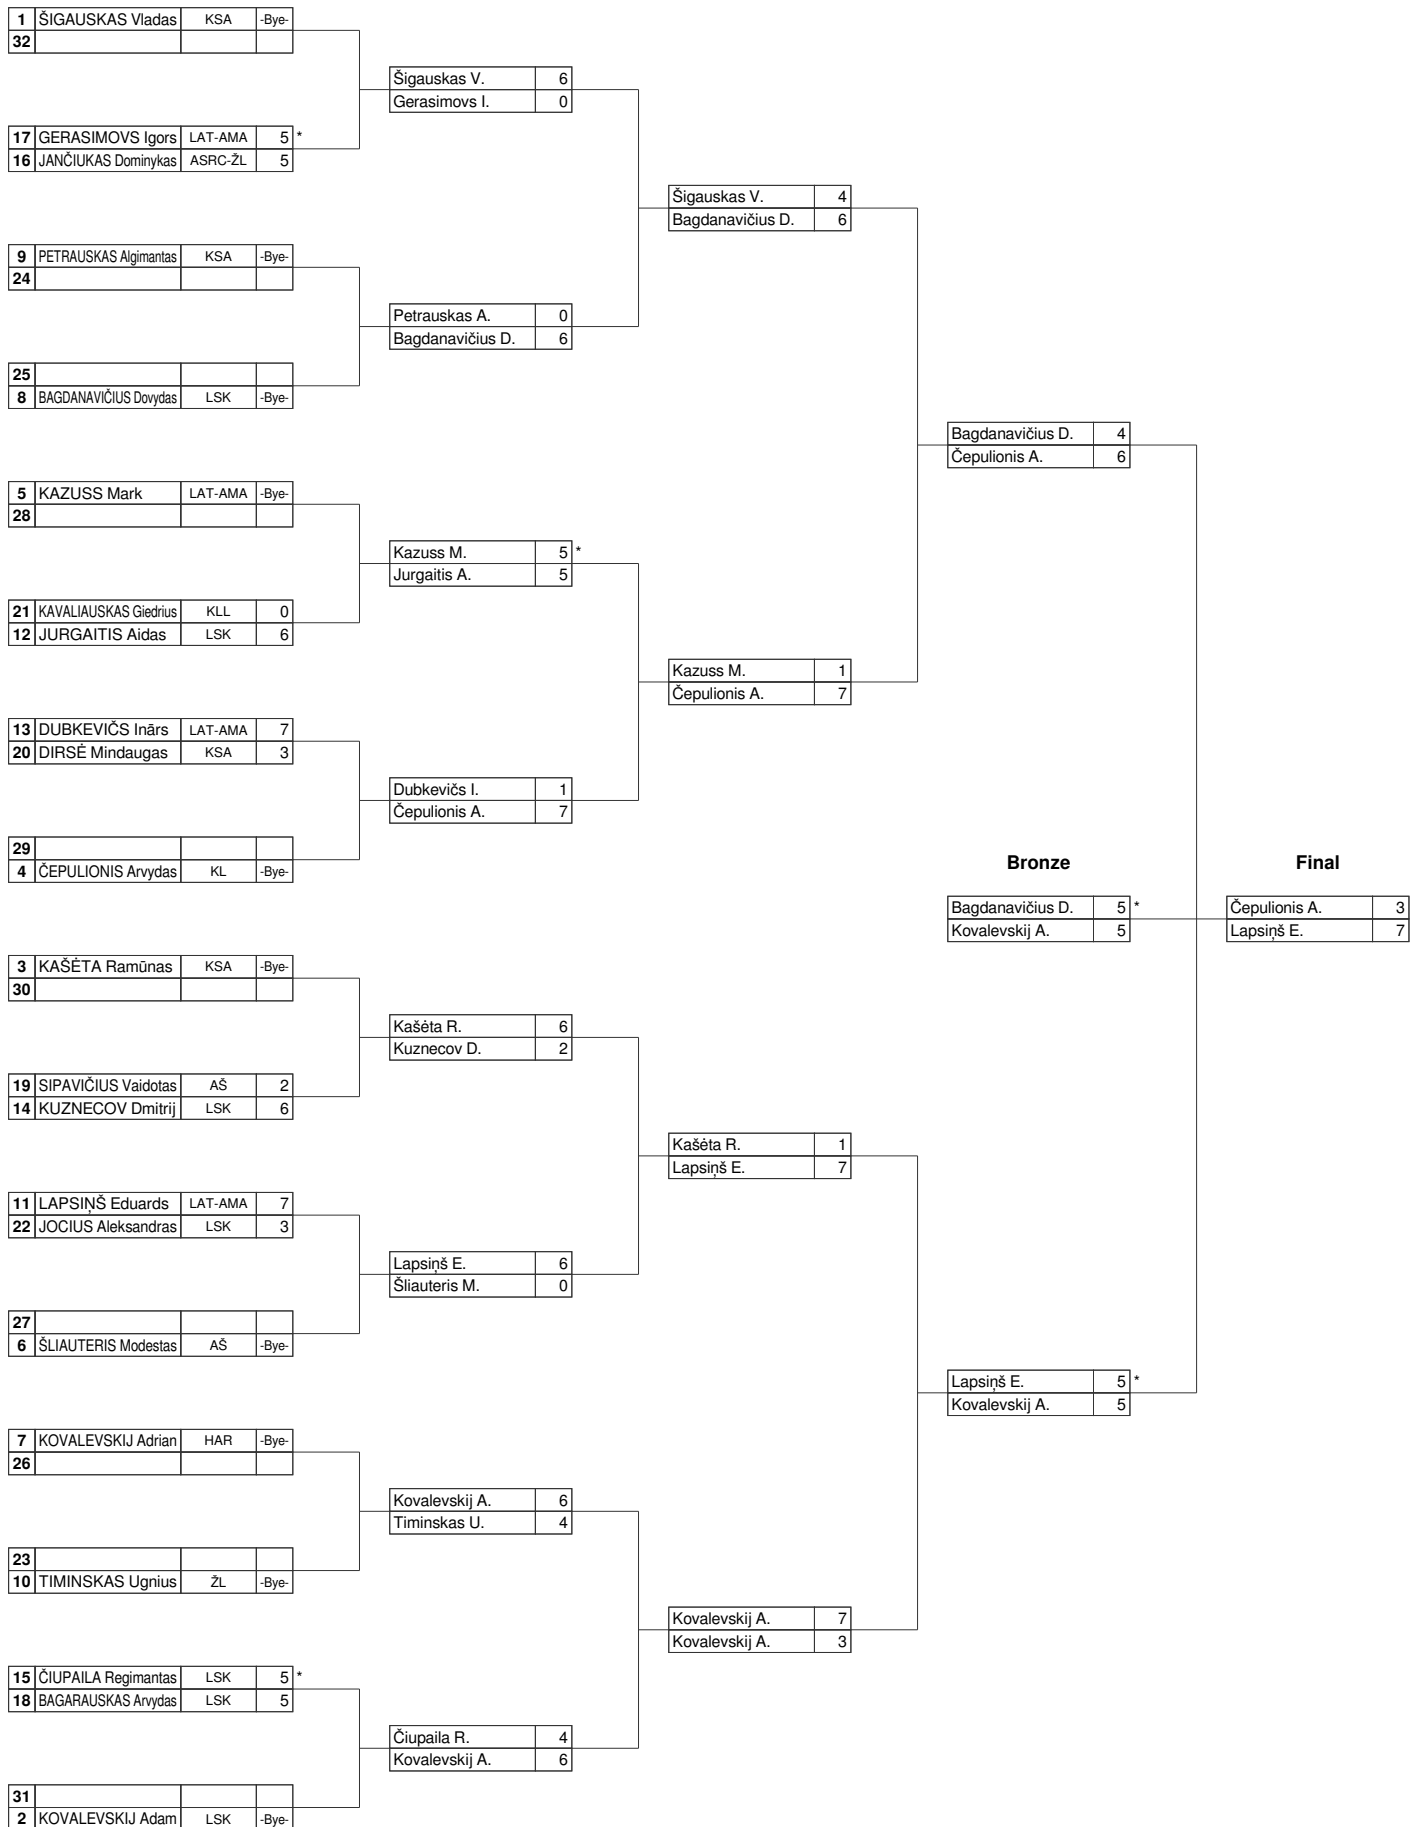 1 ŠIGAUSKAS Vladas KSA -Bye-
32
Šigauskas V. 6
Gerasimovs I. 0
17 GERASIMOVS Igors LAT-AMA 5 *
16 JANČIUKAS Dominykas ASRC-ŽL 5
Šigauskas V. 4
Bagdanavičius D. 6
9 PETRAUSKAS Algimantas KSA -Bye-
24
Petrauskas A. 0
Bagdanavičius D. 6
25
8 BAGDANAVIČIUS Dovydas LSK -Bye-
Bagdanavičius D. 4
Čepulionis A. 6
5 KAZUSS Mark LAT-AMA -Bye-
28
Kazuss M. 5 *
Jurgaitis A. 5
21 KAVALIAUSKAS Giedrius KLL 0
12 JURGAITIS Aidas LSK 6
Kazuss M. 1
Čepulionis A. 7
13 DUBKEVIČS Inārs LAT-AMA 7
20 DIRSĖ Mindaugas KSA 3
Dubkevičs I. 1
Čepulionis A. 7
29
4 ČEPULIONIS Arvydas KL -Bye-
Bronze Final
Bagdanavičius D. 5 * Čepulionis A. 3
Kovalevskij A. 5 Lapsiņš E. 7
3 KAŠĖTA Ramūnas KSA -Bye-
30
Kašėta R. 6
Kuznecov D. 2
19 SIPAVIČIUS Vaidotas AŠ 2
14 KUZNECOV Dmitrij LSK 6
Kašėta R. 1
Lapsiņš E. 7
11 LAPSIŅŠ Eduards LAT-AMA 7
22 JOCIUS Aleksandras LSK 3
Lapsiņš E. 6
Šliauteris M. 0
27
6 ŠLIAUTERIS Modestas AŠ -Bye-
Lapsiņš E. 5 *
Kovalevskij A. 5
7 KOVALEVSKIJ Adrian HAR -Bye-
26
Kovalevskij A. 6
Timinskas U. 4
23
10 TIMINSKAS Ugnius ŽL -Bye-
Kovalevskij A. 7
Kovalevskij A. 3
15 ČIUPAILA Regimantas LSK 5 *
18 BAGARAUSKAS Arvydas LSK 5
Čiupaila R. 4
Kovalevskij A. 6
31
2 KOVALEVSKIJ Adam LSK -Bye-